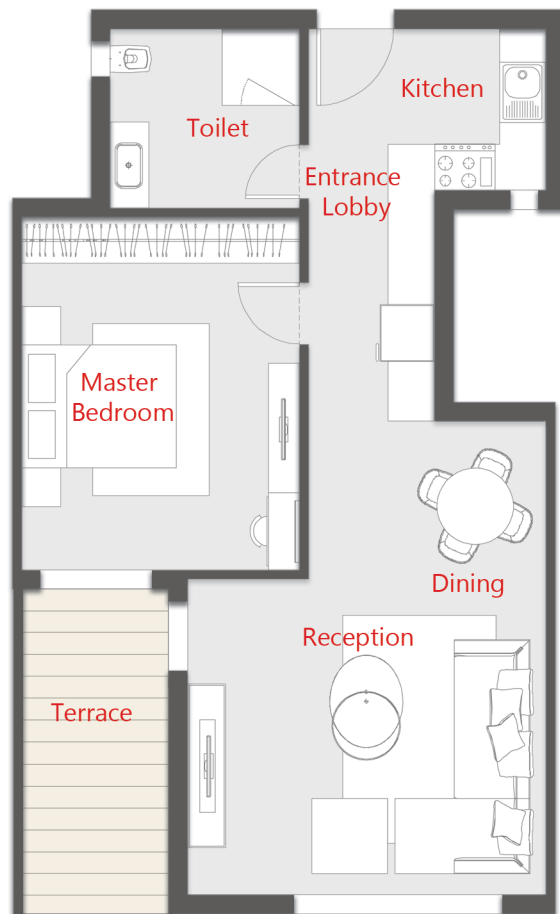 Kitchen
Toilet
Entrance
Lobby
Master
Bedroom
Dining
Reception
Terrace